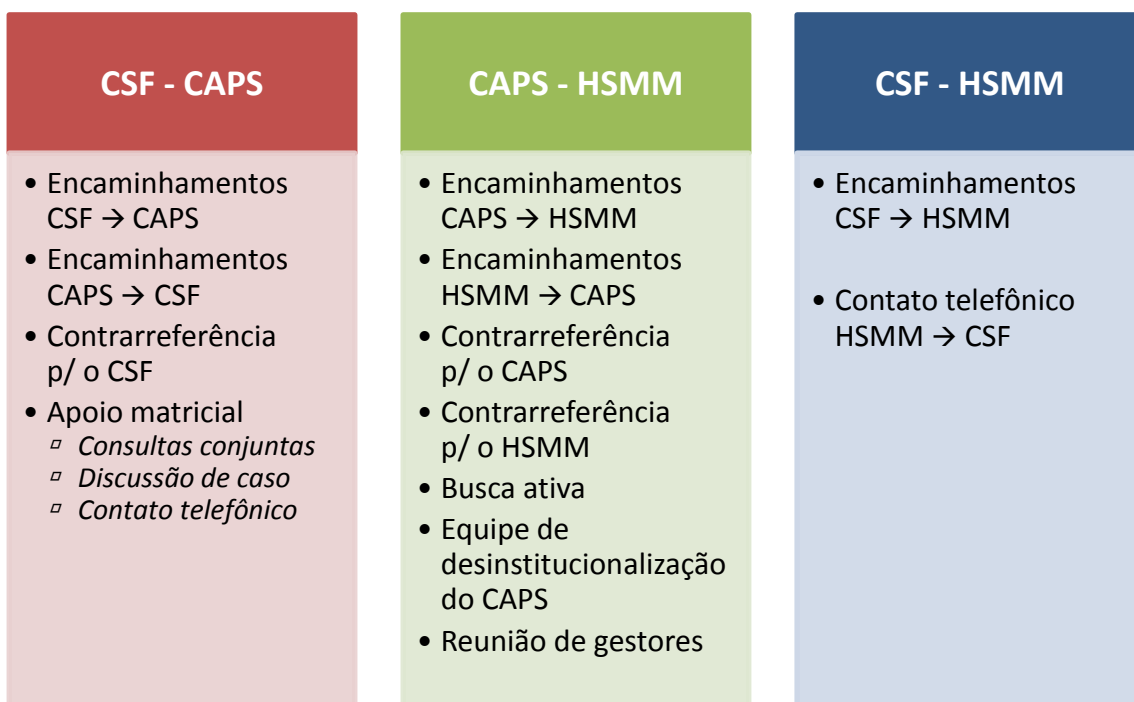 CSF - CAPS
• Encaminhamentos
CSF → CAPS
• Encaminhamentos
CAPS → CSF
• Contrarreferência
p/ o CSF
• Apoio matricial
▫ Consultas conjuntas
▫ Discussão de caso
▫ Contato telefônico
CAPS - HSMM
• Encaminhamentos
CAPS → HSMM
• Encaminhamentos
HSMM → CAPS
• Contrarreferência
p/ o CAPS
• Contrarreferência
p/ o HSMM
• Busca ativa
• Equipe de
desinstitucionalização
do CAPS
• Reunião de gestores
CSF - HSMM
• Encaminhamentos
CSF → HSMM
• Contato telefônico
HSMM → CSF